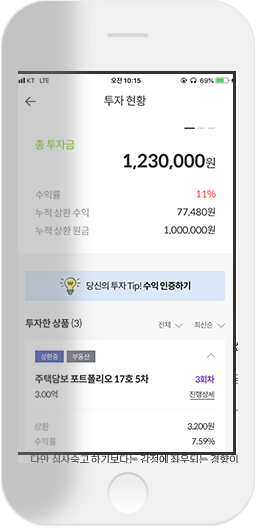 KT LTE 오전 10:15 69%
투자 현황
총 투자금
1,230,000원
수익률 11%
누적 상환 수익 77,480원
누적 상환 원금 1,000,000원
당신의 투자 Tip! 수익 인증하기
투자한 상품 (3) 전체 최신순
상환중 부동산
주택담보 포트폴리오 17호 5차 3회차
3.00억 진행상세
상환 3,200원
수익률 7.59%
다만 심사숙고 하기보다는 감정에 좌우되는 경향이